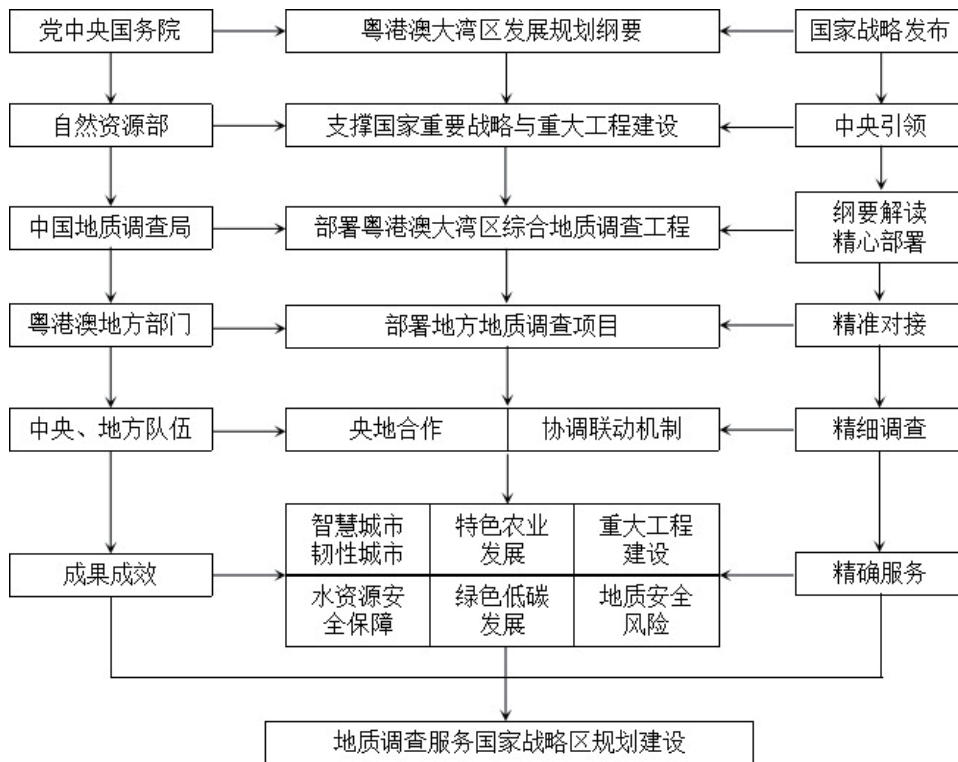 党中央国务院
粤港澳大湾区发展规划纲要
国家战略发布
自然资源部
支撑国家重要战略与重大工程建设
中央引领
中国地质调查局
部署粤港澳大湾区综合地质调查工程
纲要解读
精心部署
粤港澳地方部门
部署地方地质调查项目
精准对接
中央、地方队伍
央地合作
协调联动机制
精细调查
成果成效
智慧城市
韧性城市
特色农业
发展
重大工程
建设
水资源安
全保障
绿色低碳
发展
地质安全
风险
精确服务
地质调查服务国家战略区规划建设